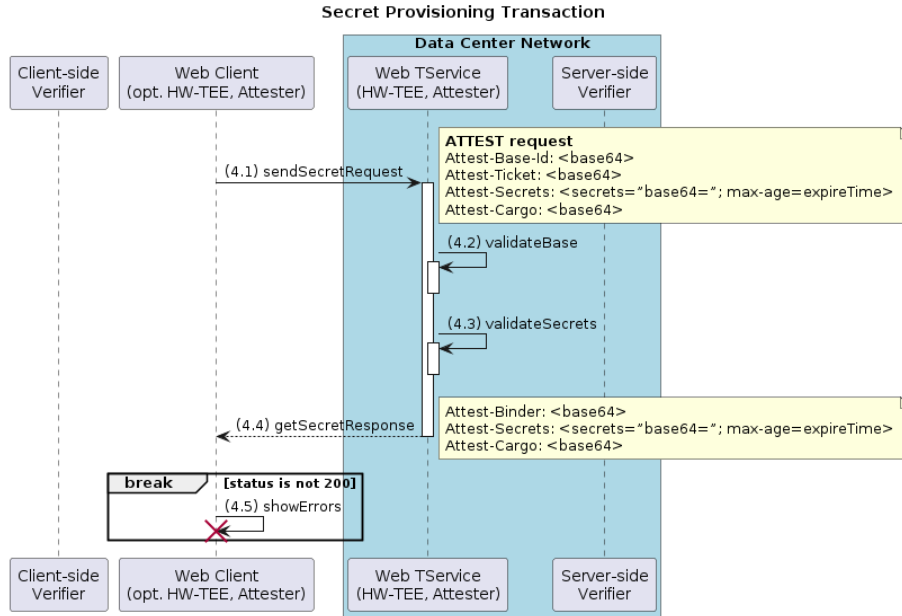 Secret Provisioning Transaction
Data Center Network
Client-side
Verifier
Web Client
(opt. HW-TEE, Attester)
Web TService
(HW-TEE, Attester)
Server-side
Verifier
ATTEST request
Attest-Base-Id: <base64>
Attest-Ticket: <base64>
Attest-Secrets: <secrets=“base64=”; max-age=expireTime>
Attest-Cargo: <base64>
(4.1) sendSecretRequest
(4.2) validateBase
(4.3) validateSecrets
Attest-Binder: <base64>
Attest-Secrets: <secrets=“base64=”; max-age=expireTime>
Attest-Cargo: <base64>
(4.4) getSecretResponse
break [status is not 200]
(4.5) showErrors
Client-side
Verifier
Web Client
(opt. HW-TEE, Attester)
Web TService
(HW-TEE, Attester)
Server-side
Verifier